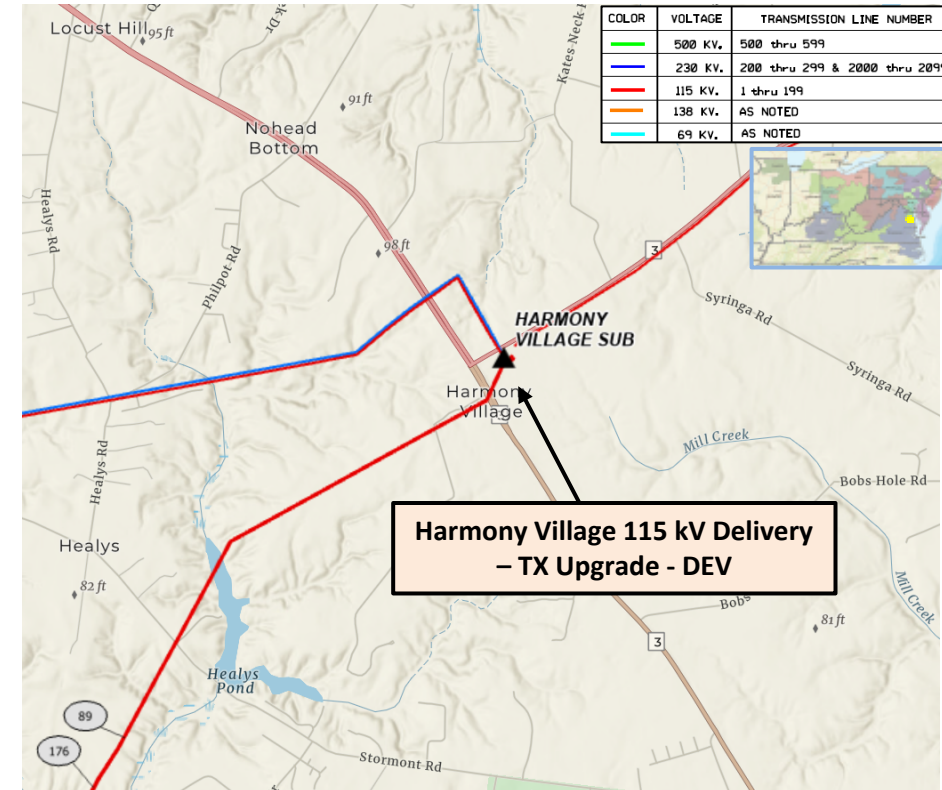 COLOR VOLTAGE TRANSMISSION LINE NUMBER
500 KV. 500 thru 599
230 KV. 200 thru 299 & 2000 thru 2099
115 KV. 1 thru 199
138 KV. AS NOTED
69 KV. AS NOTED
Locust Hill
95 ft
Kates-Neck-
91 ft
Nohead
Bottom
Healys Rd
Philpot Rd
98 ft
3
Syringa Rd
HARMONY
VILLAGE SUB
Syringa Rd
Harmony
Village
3
Mill Creek
Healys Rd
Bobs Hole Rd
Harmony Village 115 kV Delivery
– TX Upgrade - DEV
Healys
82 ft
Mill Creek
Bobs
81 ft
3
Healys
Pond
89
176
Stormont Rd